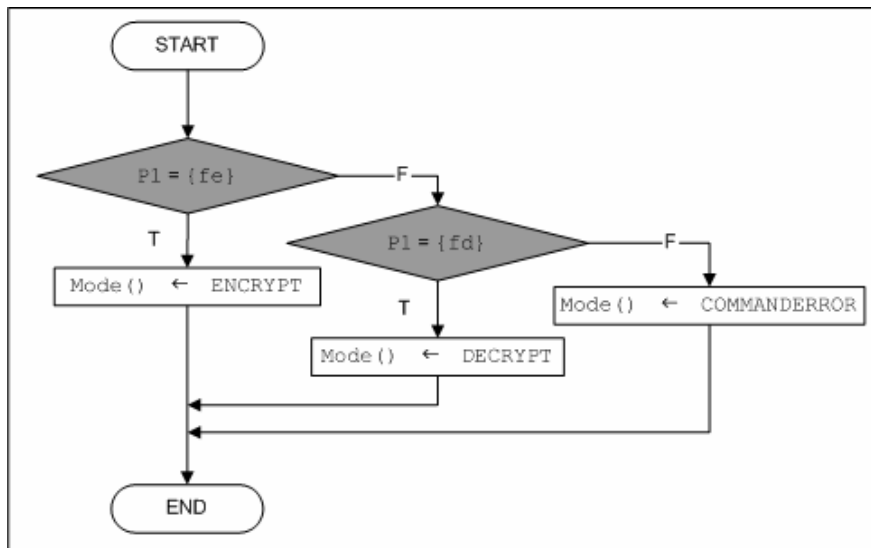 START
P1 = {fe}
F
T
P1 = {fd}
F
Mode() ← ENCRYPT
T
Mode() ← COMMANDERROR
Mode() ← DECRYPT
END